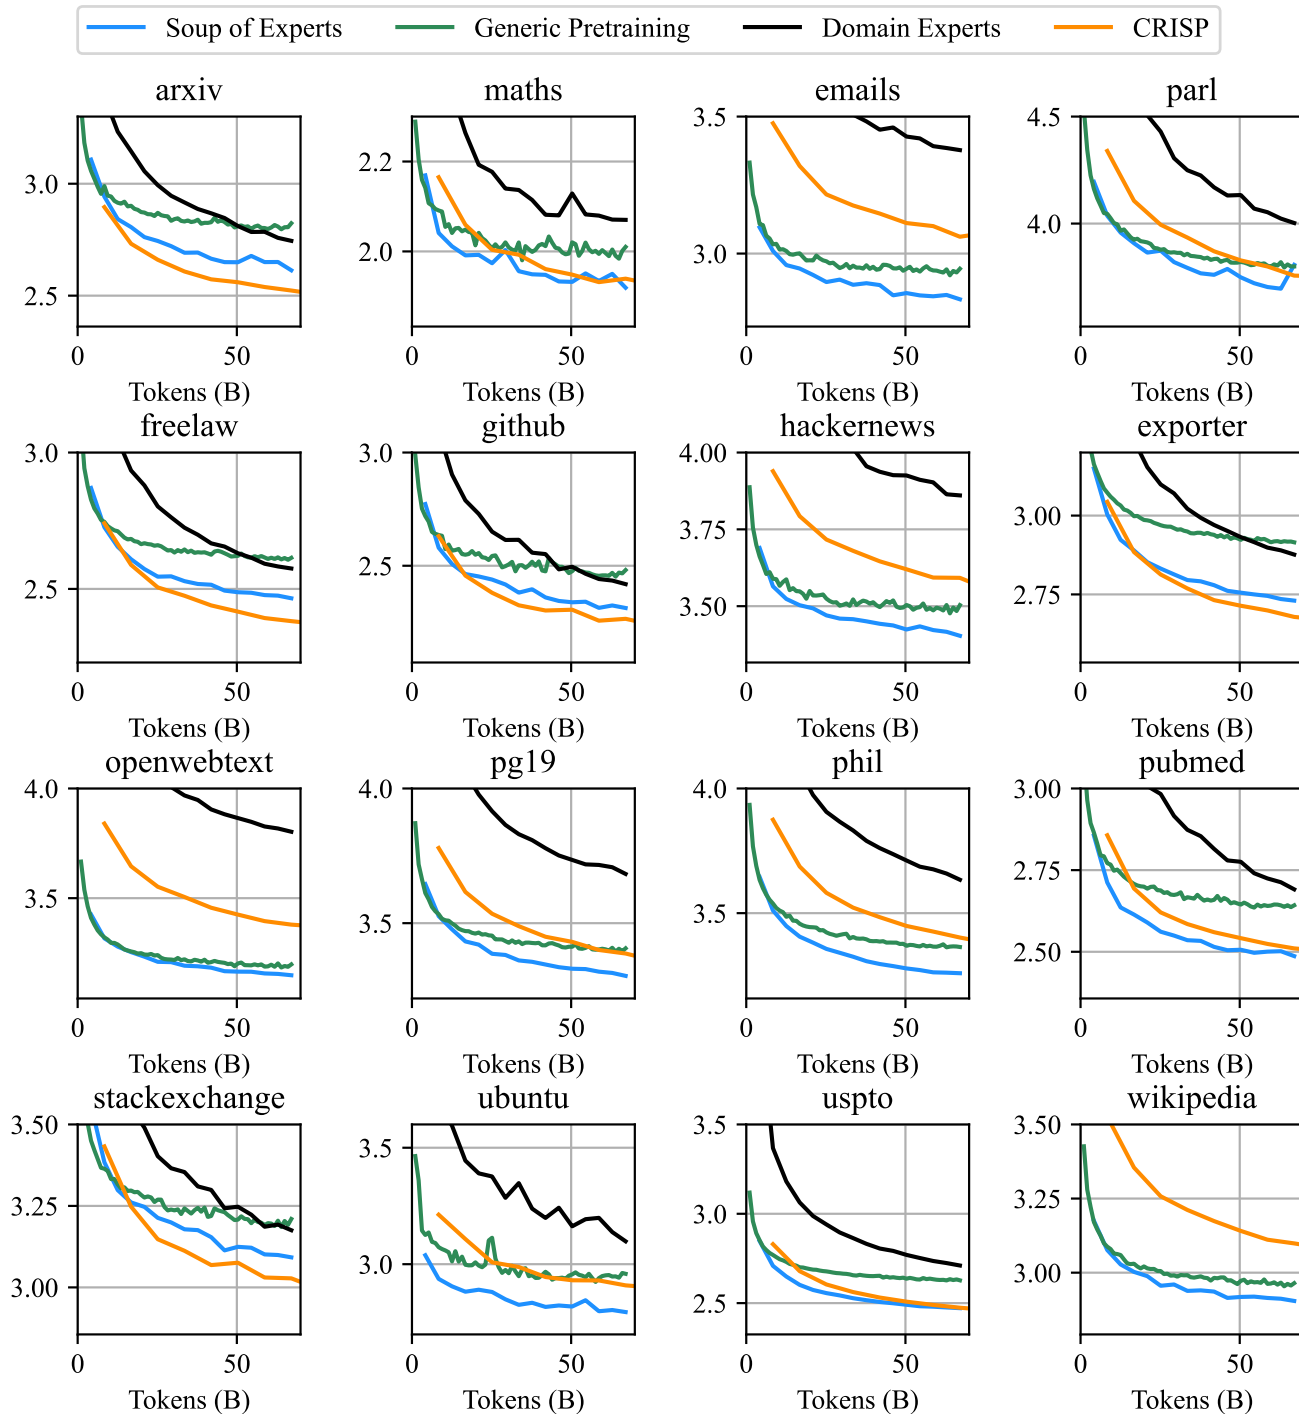 Soup of Experts Generic Pretraining Domain Experts CRISP
arxiv maths emails parl
3.0 2.5 2.2 2.0 3.5 3.0 4.5 4.0
0 50 0 50 0 50 0 50
Tokens (B) Tokens (B) Tokens (B) Tokens (B)
freelaw github hackernews exporter
3.0 2.5 3.0 2.5 4.00 3.75 3.50 3.00 2.75
0 50 0 50 0 50 0 50
Tokens (B) Tokens (B) Tokens (B) Tokens (B)
openwebtext pg19 phil pubmed
4.0 3.5 4.0 3.5 4.0 3.5 3.00 2.75 2.50
0 50 0 50 0 50 0 50
Tokens (B) Tokens (B) Tokens (B) Tokens (B)
stackexchange ubuntu uspto wikipedia
3.50 3.25 3.00 3.5 3.0 3.5 3.0 2.5 3.50 3.25 3.00
0 50 0 50 0 50 0 50
Tokens (B) Tokens (B) Tokens (B) Tokens (B)